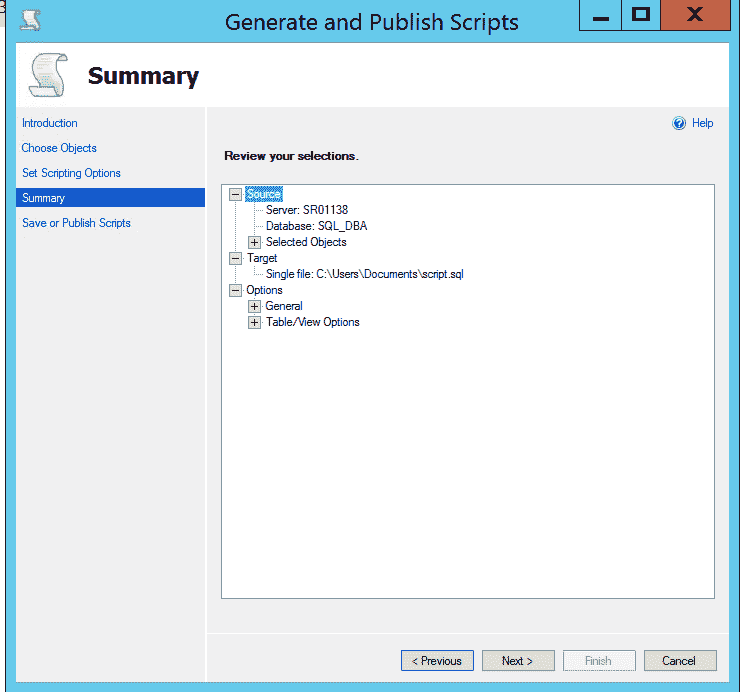 3
Generate and Publish Scripts
Summary
Introduction
Choose Objects
Set Scripting Options
Summary
Save or Publish Scripts
Help
Review your selections.
Source
Server: SR01138
Database: SQL_DBA
Selected Objects
Target
Single file: C:\Users\Documents\script.sql
Options
General
Table/View Options
< Previous
Next >
Finish
Cancel